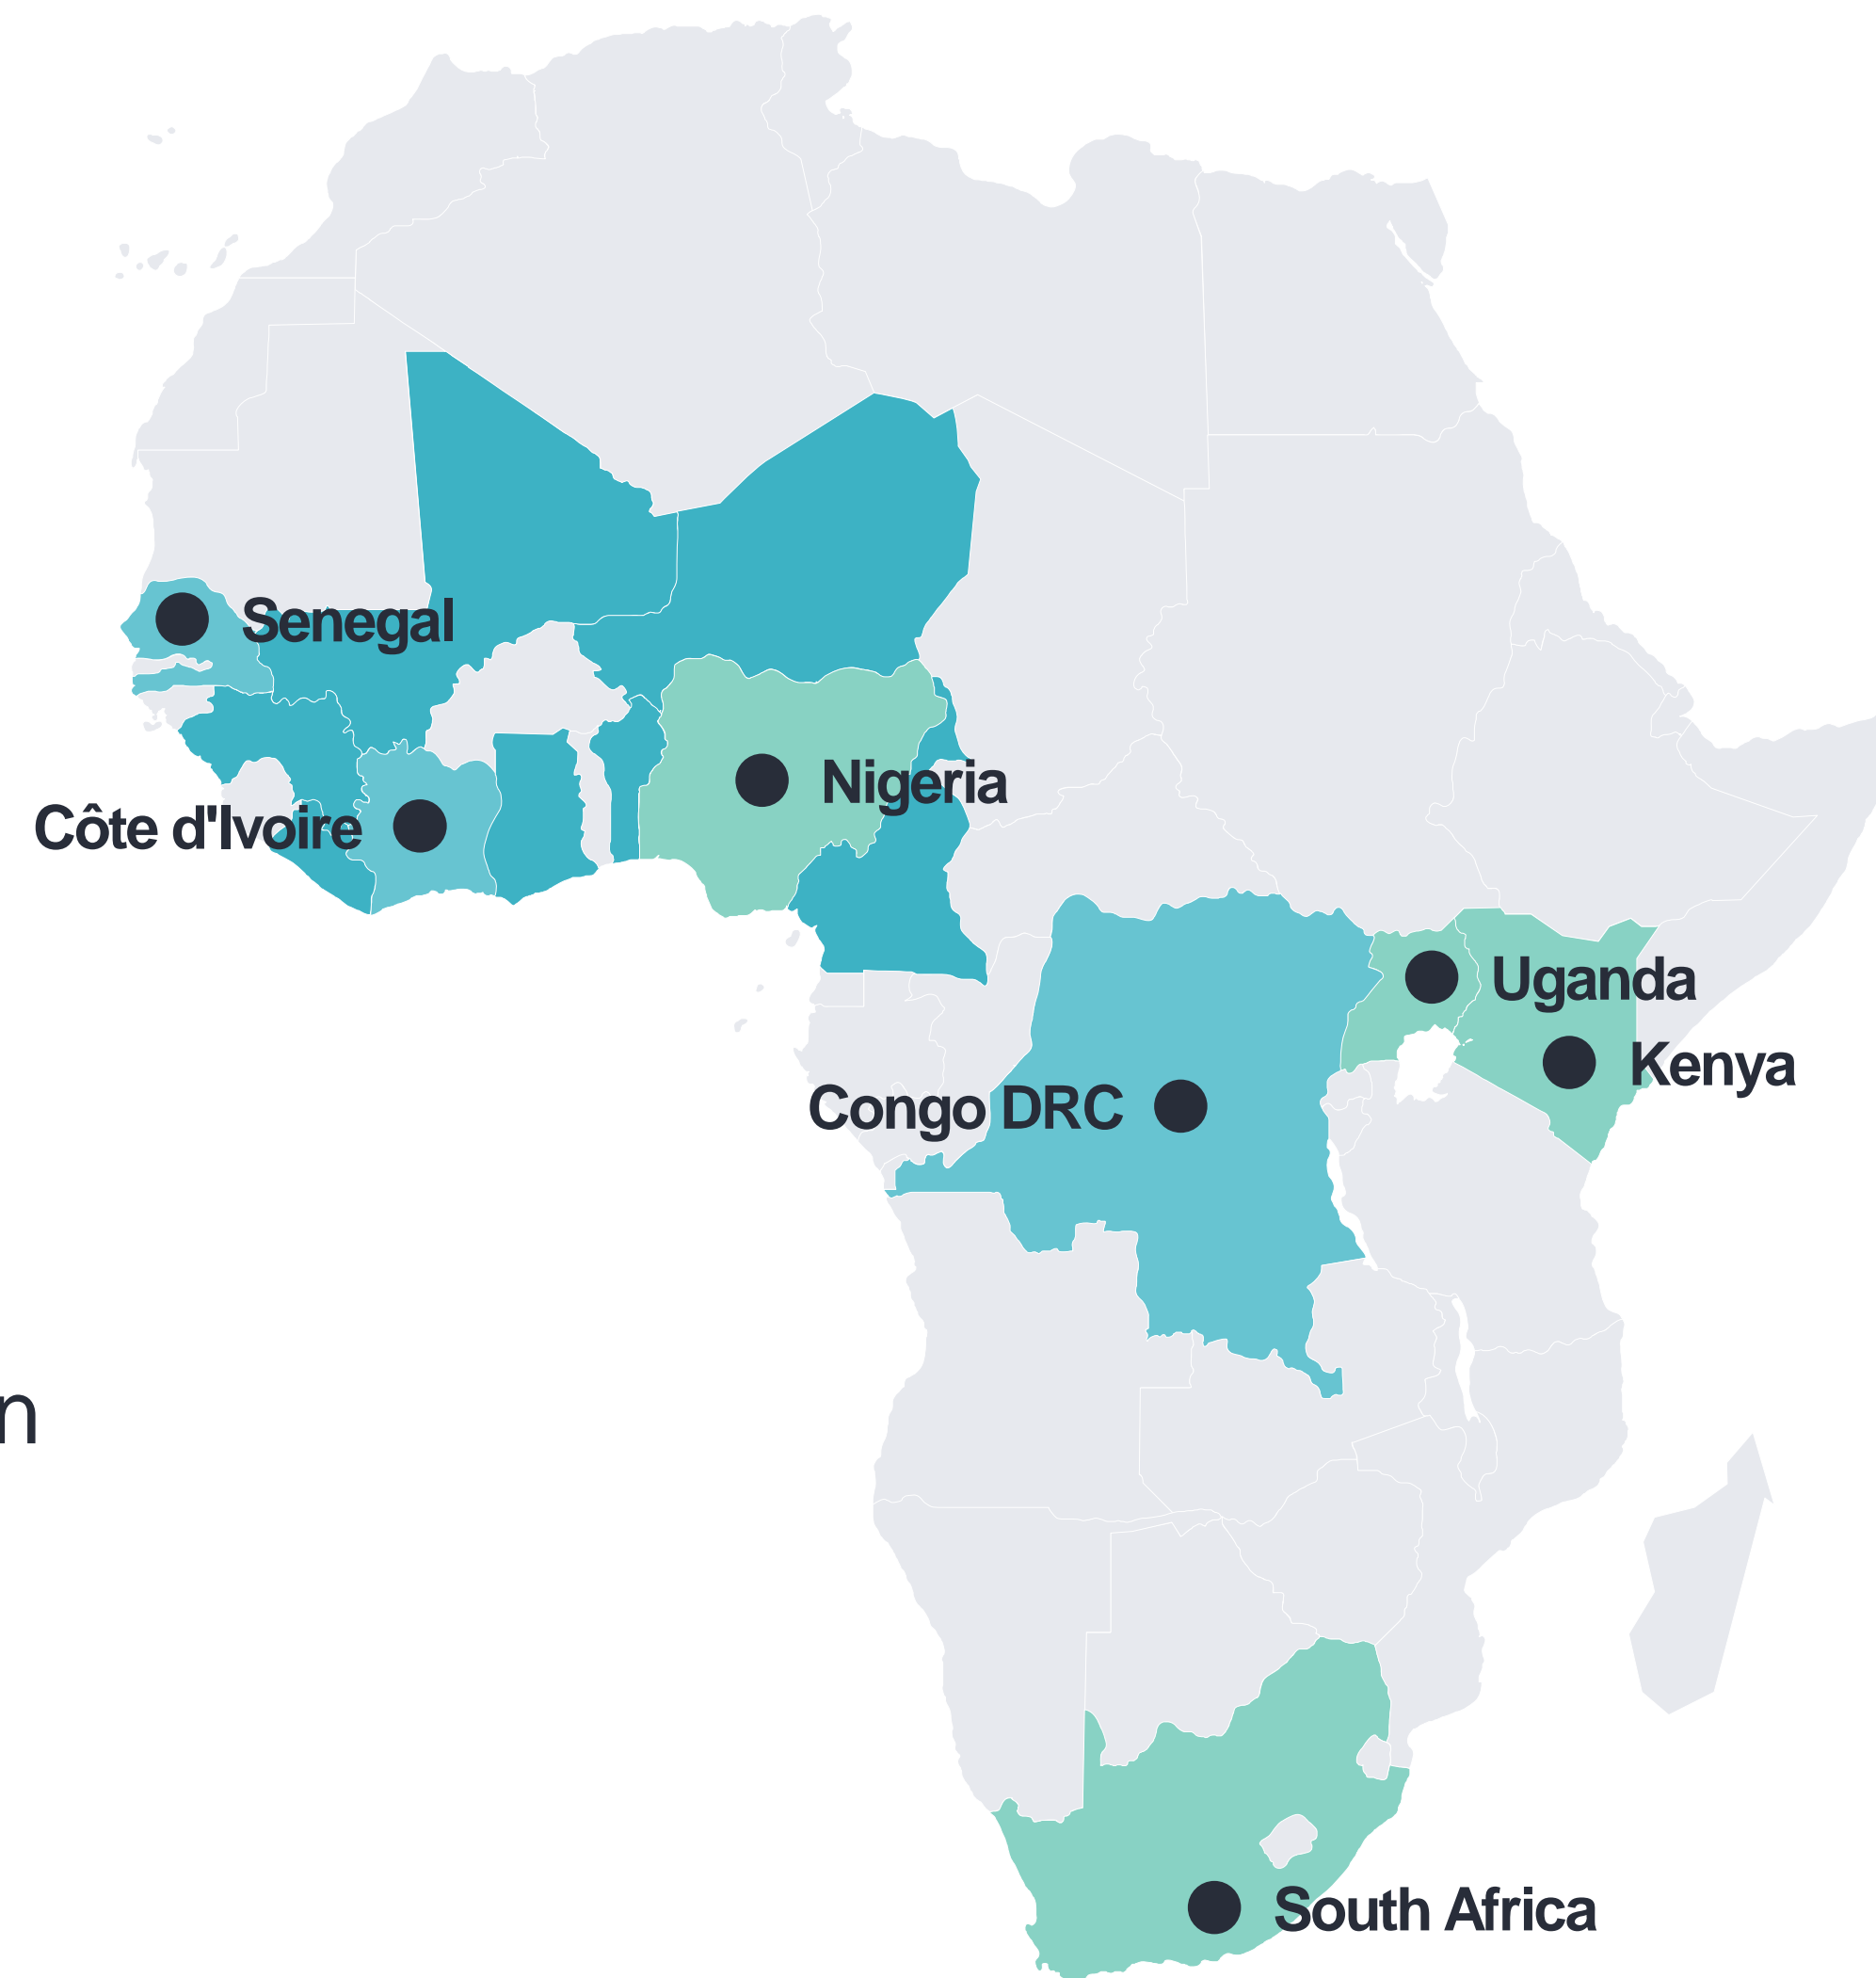 Senegal
Nigeria
Côte d'Ivoire
Uganda
Kenya
Congo DRC
n
South Africa